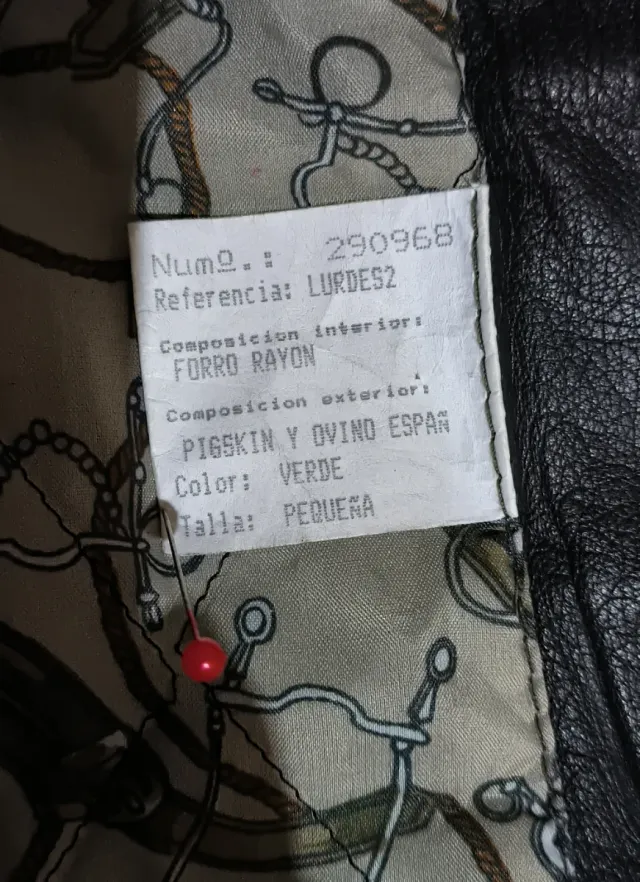 Numº.: 290968
Referencia: LURDES2
Composicion interior:
FORRO RAYON
Composicion exterior:
PIGSKIN Y OVINO ESPAÑ
Color: VERDE
Talla: PEQUEÑA